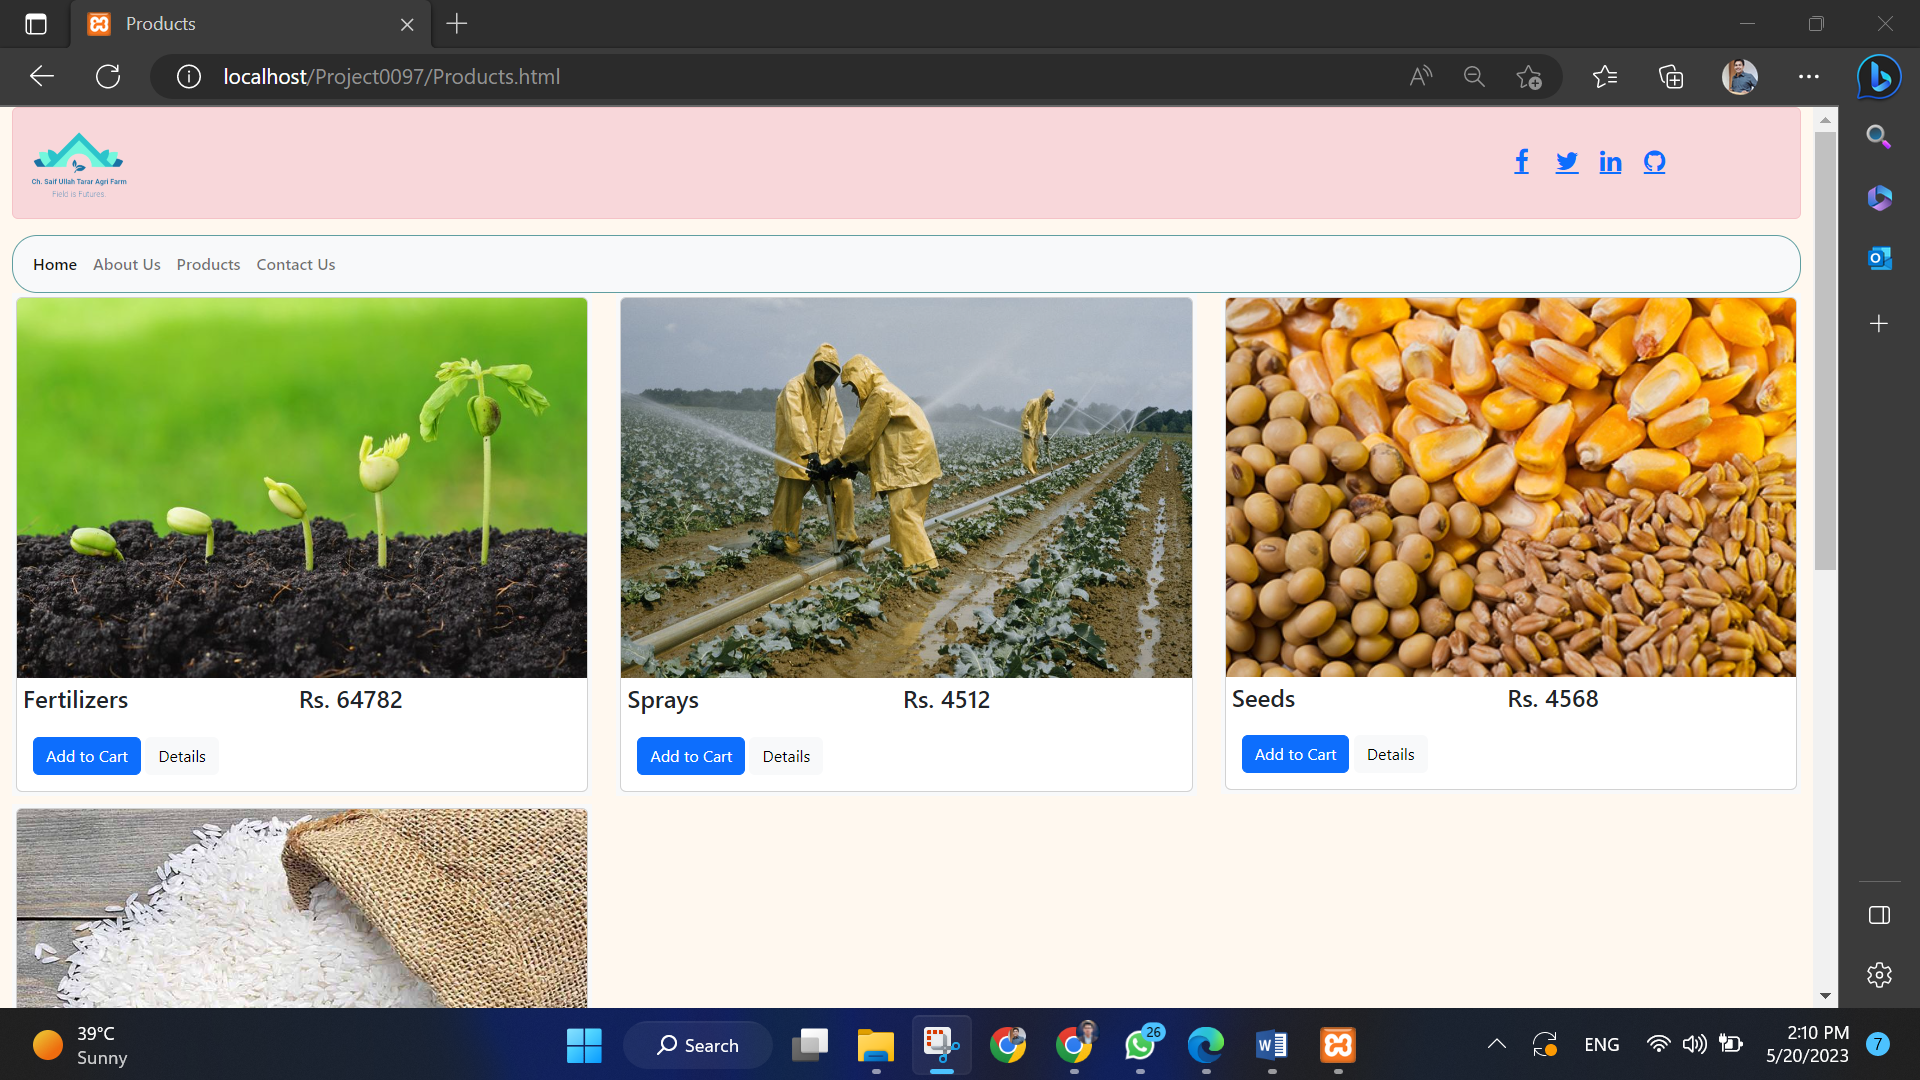 Products
localhost/Project0097/Products.html
Ch. Saif Ullah Tarar Agri Farm
Field is Futures
Home About Us Products Contact Us
Fertilizers Rs. 64782
Add to Cart Details
Sprays Rs. 4512
Add to Cart Details
Seeds Rs. 4568
Add to Cart Details
39°C
Sunny
Search
26
ENG
2:10 PM
5/20/2023
7